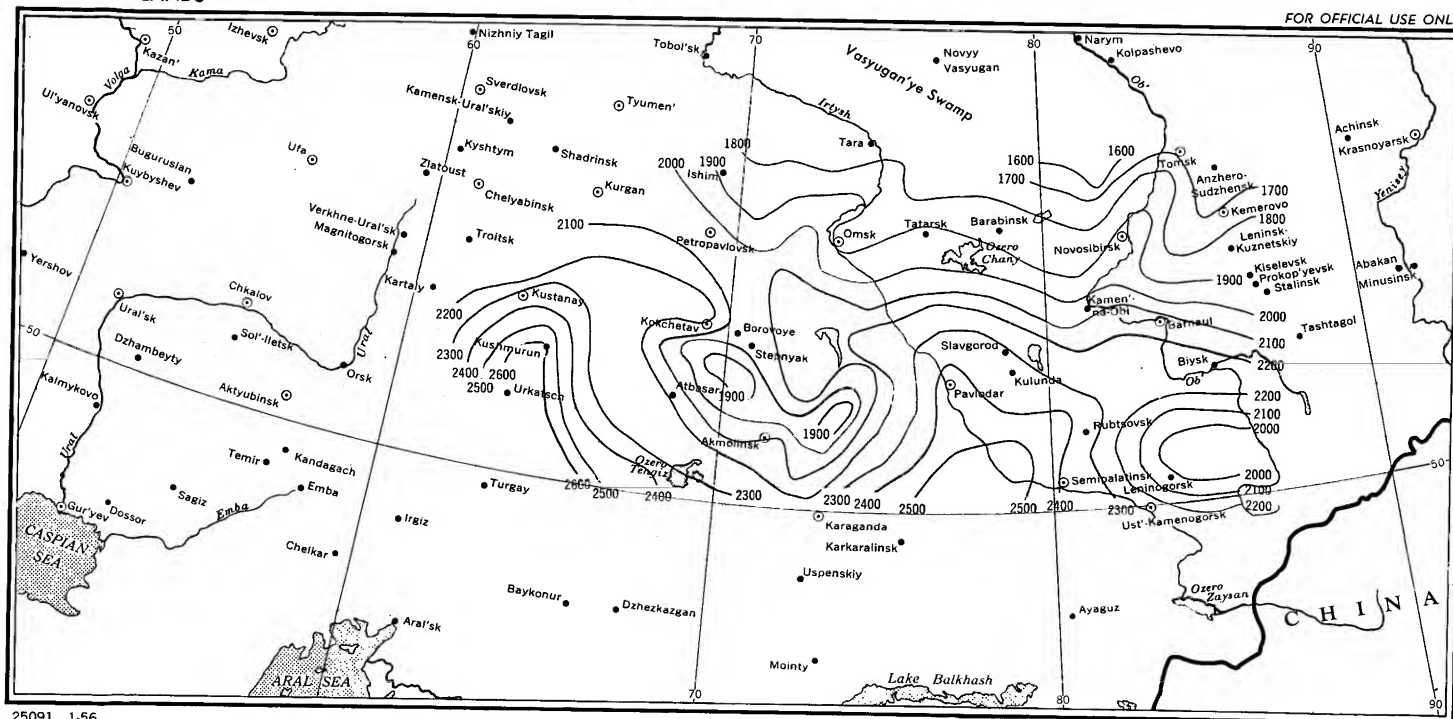 FOR OFFICIAL USE ONL
50
Izhevsk
Kazan'
Volga
Kama
Ul'yanovsk
60
Nizhniy Tagil
Tobol'sk
70
Vasyugan'ye Swamp
Novyy
Vasyugan
80
Narym
Kolpashevo
Ob'
90
Sverdlovsk
Kamensk-Ural'skiy
Tyumen'
Irtysh
Tara
Achinsk
Krasnoyarsk
Yenisey
Buguruslan
Kuybyshev
Ufa
Kyshtym
Zlatoust
Shadrinsk
Chelyabinsk
Kurgan
2000
1900
1800
Ishim
1600
1700
1600
Tomsk
Anzhero-
Sudzhensk
1700
Kemerovo
1800
Verkhne-Ural'sk
Magnitogorsk
Troitsk
2100
Petropavlovsk
Omsk
Tatarsk
Barabinsk
Ozero
Chany
Novosibirsk
Leninsk-
Kuznetskiy
Yershov
Kartaly
1900
Kiselevsk
Prokop'yevsk
Stalinsk
Abakan
Minusinsk
Chkalov
Ural'sk
Sol'-Iletsk
Ural
Orsk
2200
Kustanay
Kokchetav
Borovoye
Stepnyak
Kamen'-
na-Obi
Barnaul
2000
Tashtagol
2100
2200
50
Dzhambeyty
Kalmykovo
Aktyubinsk
2300
2400
2600
2500
Kushmurun
Urkatsch
Atbasar
1900
1900
Slavgorod
Kulunda
Pavlodar
Biysk
Ob'
2200
2100
2000
Akmolinsk
Rubtsovsk
Ural
Temir
Kandagach
Sagiz
Emba
Emba
Gur'yev
Dossor
Ozero
Tengiz
Turgay
2600
2500
2400
2300
2300
2400
2500
2500
2400
2300
Semipalatinsk
Leninogorsk
2000
2100
2200
50
Ust'-Kamenogorsk
CASPIAN
SEA
Irgiz
Chelkar
Karaganda
Karkaralinsk
Uspenskiy
Baykonur
Dzhezkazgan
Ozero
Zaysan
CHINA
Ayaguz
Aral'sk
ARAL SEA
Mointy
Lake Balkhash
70
80
90
25091 1-56